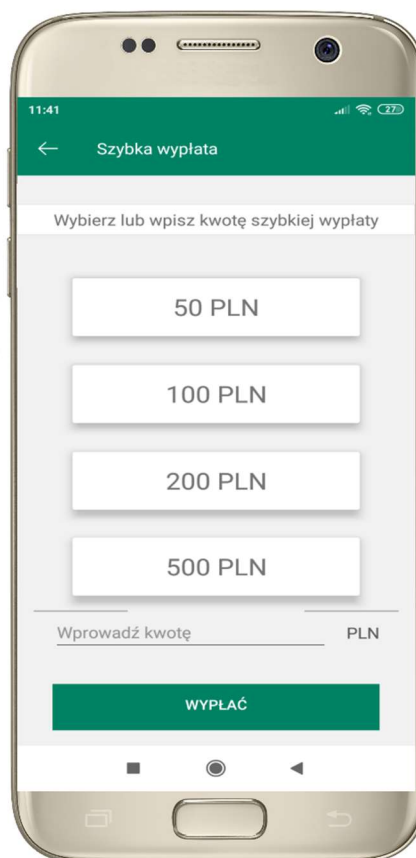 11:41
27
Szybka wypłata
Wybierz lub wpisz kwotę szybkiej wypłaty
50 PLN
100 PLN
200 PLN
500 PLN
Wprowadź kwotę PLN
WYPŁAĆ